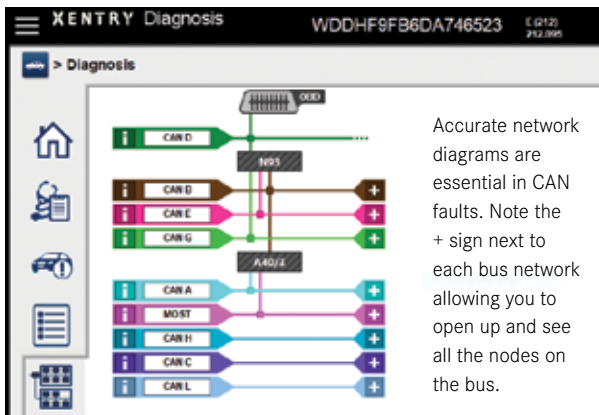 XENTRY Diagnosis
WDDHF9FB6DA746523
E (212)
212.095
> Diagnosis
OBD
i CAN D
N93
i CAN B +
i CAN E +
i CAN G +
i CAN A +
i MOST +
i CAN H +
i CAN C +
i CAN L +
Accurate network
diagrams are
essential in CAN
faults. Note the
+ sign next to
each bus network
allowing you to
open up and see
all the nodes on
the bus.